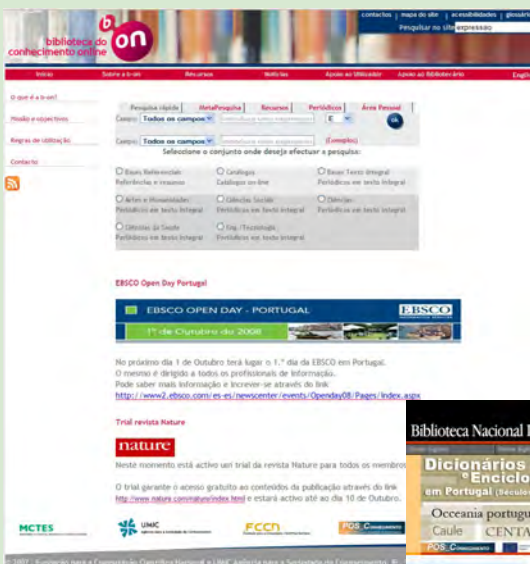 contactos | mapa do site | acessibilidades | glossário
Pesquisar no site expressao
b
on
biblioteca do
conhecimento online
Início Sobre a b-on Recursos Notícias Apoio ao Utilizador Apoio ao Bibliotecário Engli
O que é a b-on?
Missão e objectivos
Regras de utilização
Contacto
Pesquisa rápida | MetaPesquisa | Recursos | Periódicos | Área Pessoal
Campo: Todos os campos E ok
Campo: Todos os campos (Exemplos)
Seleccione o conjunto onde deseja efectuar a pesquisa:
Bases Referenciais Catálogos Bases Texto Integral
Referências e resumos Catálogos on-line Periódicos em texto integral
Artes e Humanidades Ciências Sociais Ciências
Periódicos em texto integral Periódicos em texto integral Periódicos em texto integral
Ciências da Saúde Eng./Tecnologia
Periódicos em texto integral Periódicos em texto integral
EBSCO Open Day Portugal
EBSCO OPEN DAY - PORTUGAL EBSCO
1º de Outubro du 2008
No próximo dia 1 de Outubro terá lugar o 1.º dia da EBSCO em Portugal.
O mesmo é dirigido a todos os profissionais de informação.
Pode saber mais informação e increver-se através do link
http://www2.ebsco.com/es-es/newscenter/events/Openday08/Pages/index.aspx
Trial revista Nature
nature
Neste momento está activo um trial da revista Nature para todos os membros
O trial garante o acesso gratuito ao conteúdos da publicação através do link
http://www.nature.com/nature/index.html e estará activo até ao dia 10 de Outubro.
MCTES UMIC FCCN POS_Conhecimento
Biblioteca Nacional
Dicionários
Enciclo
em Portugal (Século
Occeania portugu
Caule CENTA
POS_Conhecimento